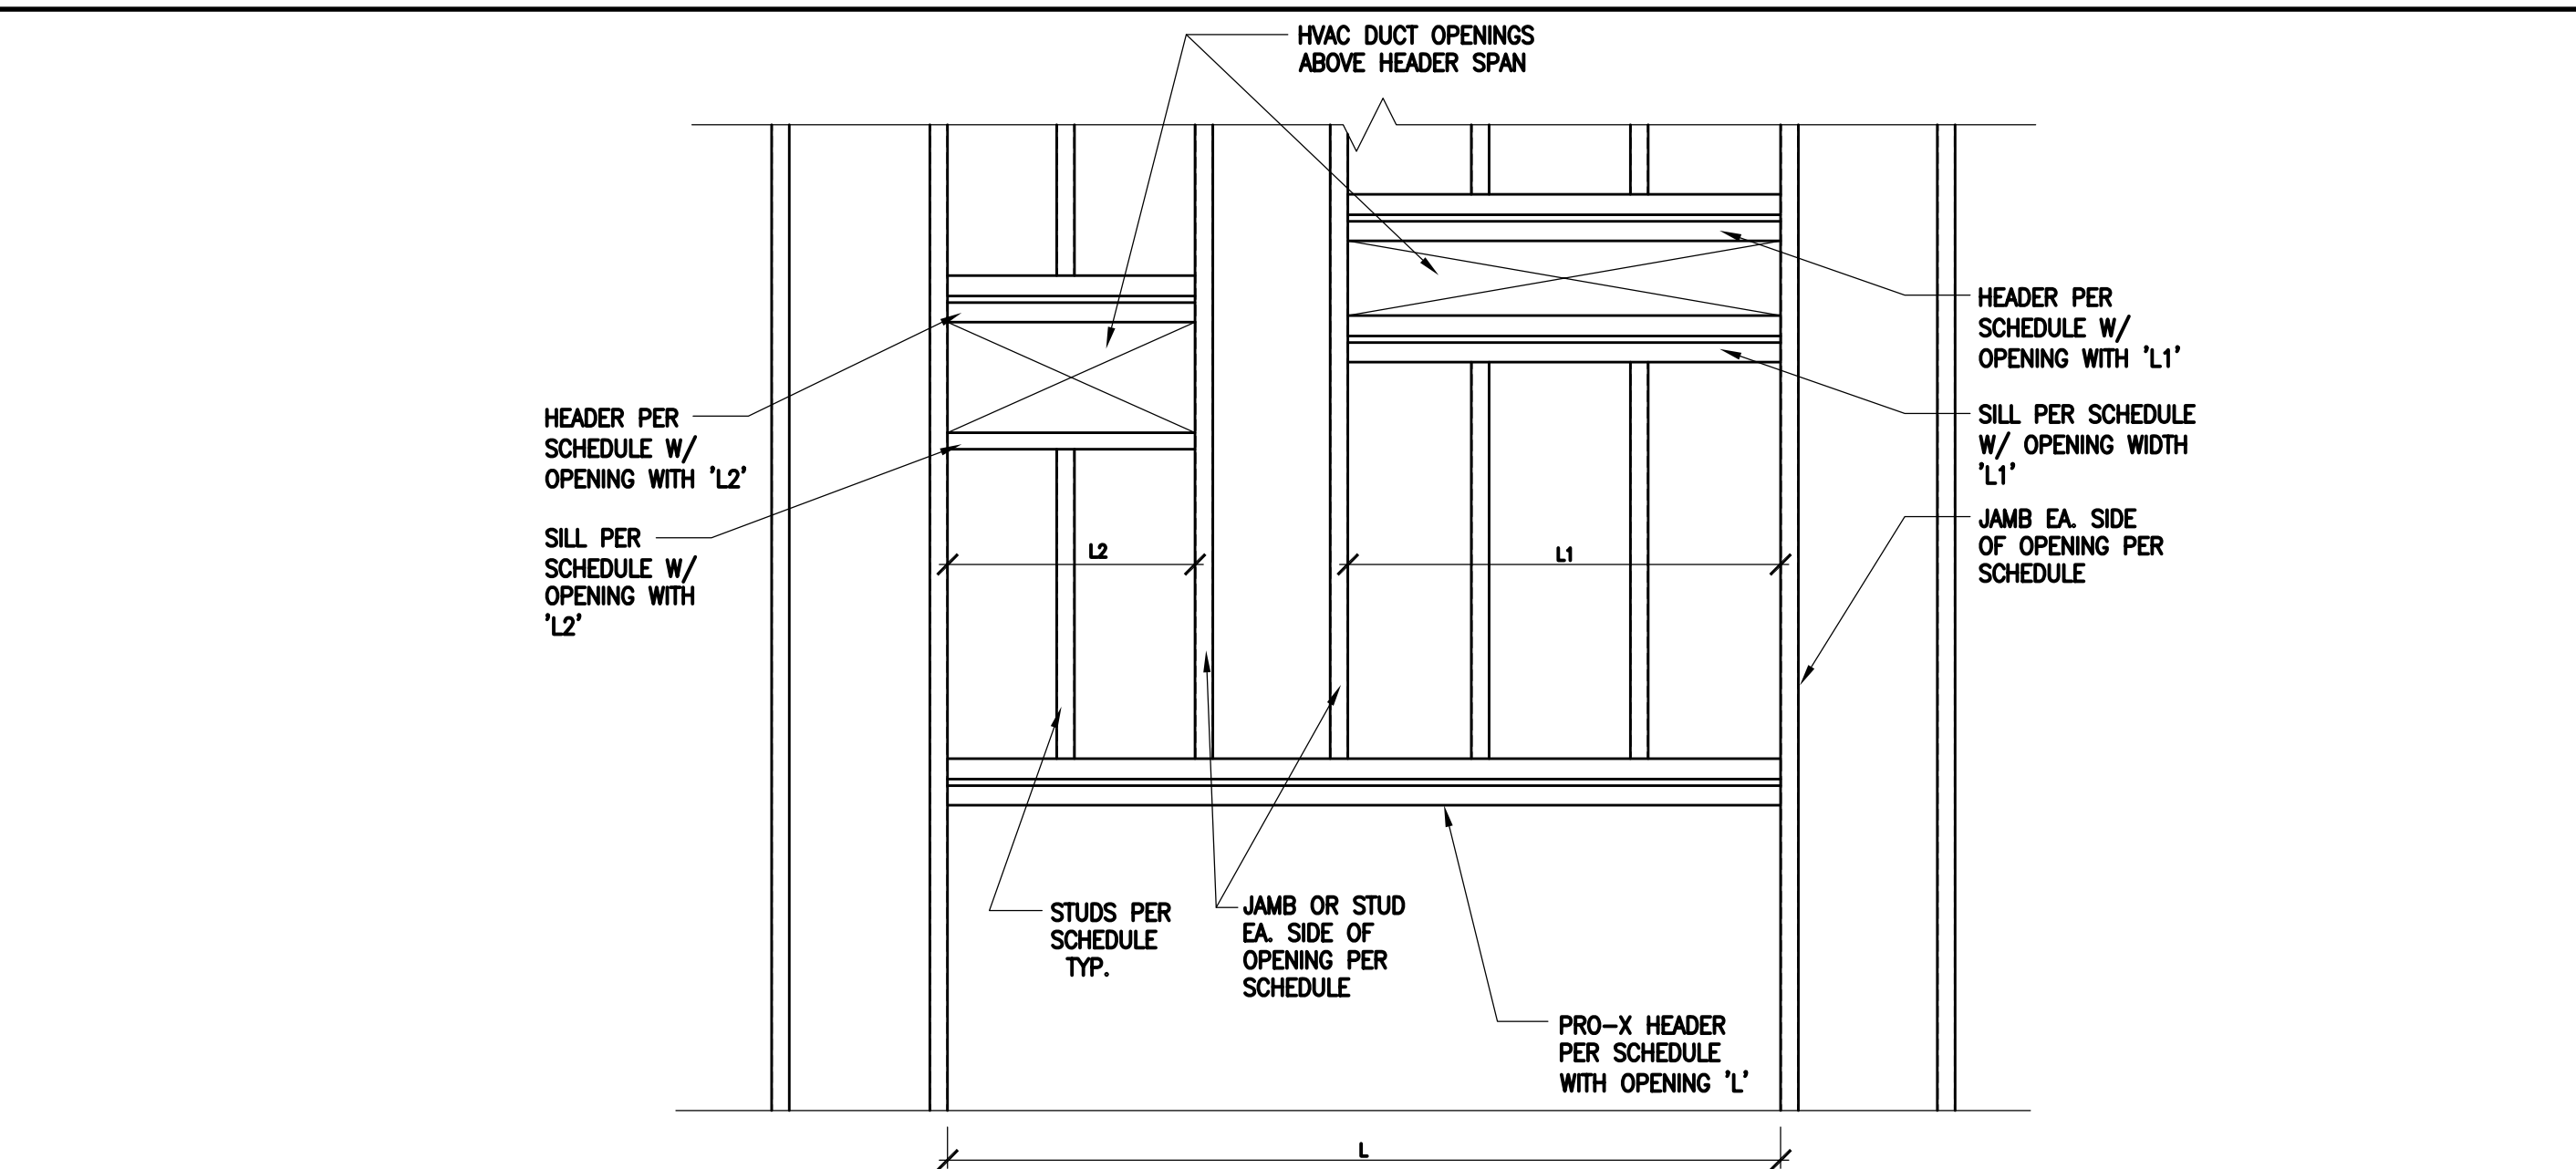 HVAC DUCT OPENINGS
ABOVE HEADER SPAN
HEADER PER
SCHEDULE W/
OPENING WITH 'L1'
SILL PER SCHEDULE
W/ OPENING WIDTH
'L1'
JAMB EA. SIDE
OF OPENING PER
SCHEDULE
HEADER PER
SCHEDULE W/
OPENING WITH 'L2'
SILL PER
SCHEDULE W/
OPENING WITH
'L2'
L2
L1
STUDS PER
SCHEDULE
TYP.
JAMB OR STUD
EA. SIDE OF
OPENING PER
SCHEDULE
PRO-X HEADER
PER SCHEDULE
WITH OPENING 'L'
L